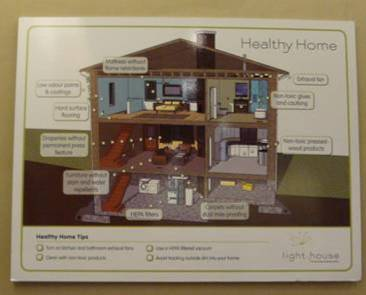 Healthy Home
Mattress without
flame retardants
Low odour paints
& coatings
Exhaust fan
Non-toxic glues
and caulking
Hard surface
flooring
Draperies without
permanent press
feature
Non-toxic pressed
wood products
Furniture without
stain and water
repellents
HEPA filters
Carpets without
dust mite proofing
Healthy Home Tips
Turn on kitchen and bathroom exhaust fans
Use a HEPA filtered vacuum
Clean with non-toxic products
Avoid tracking outside dirt into your home
light house